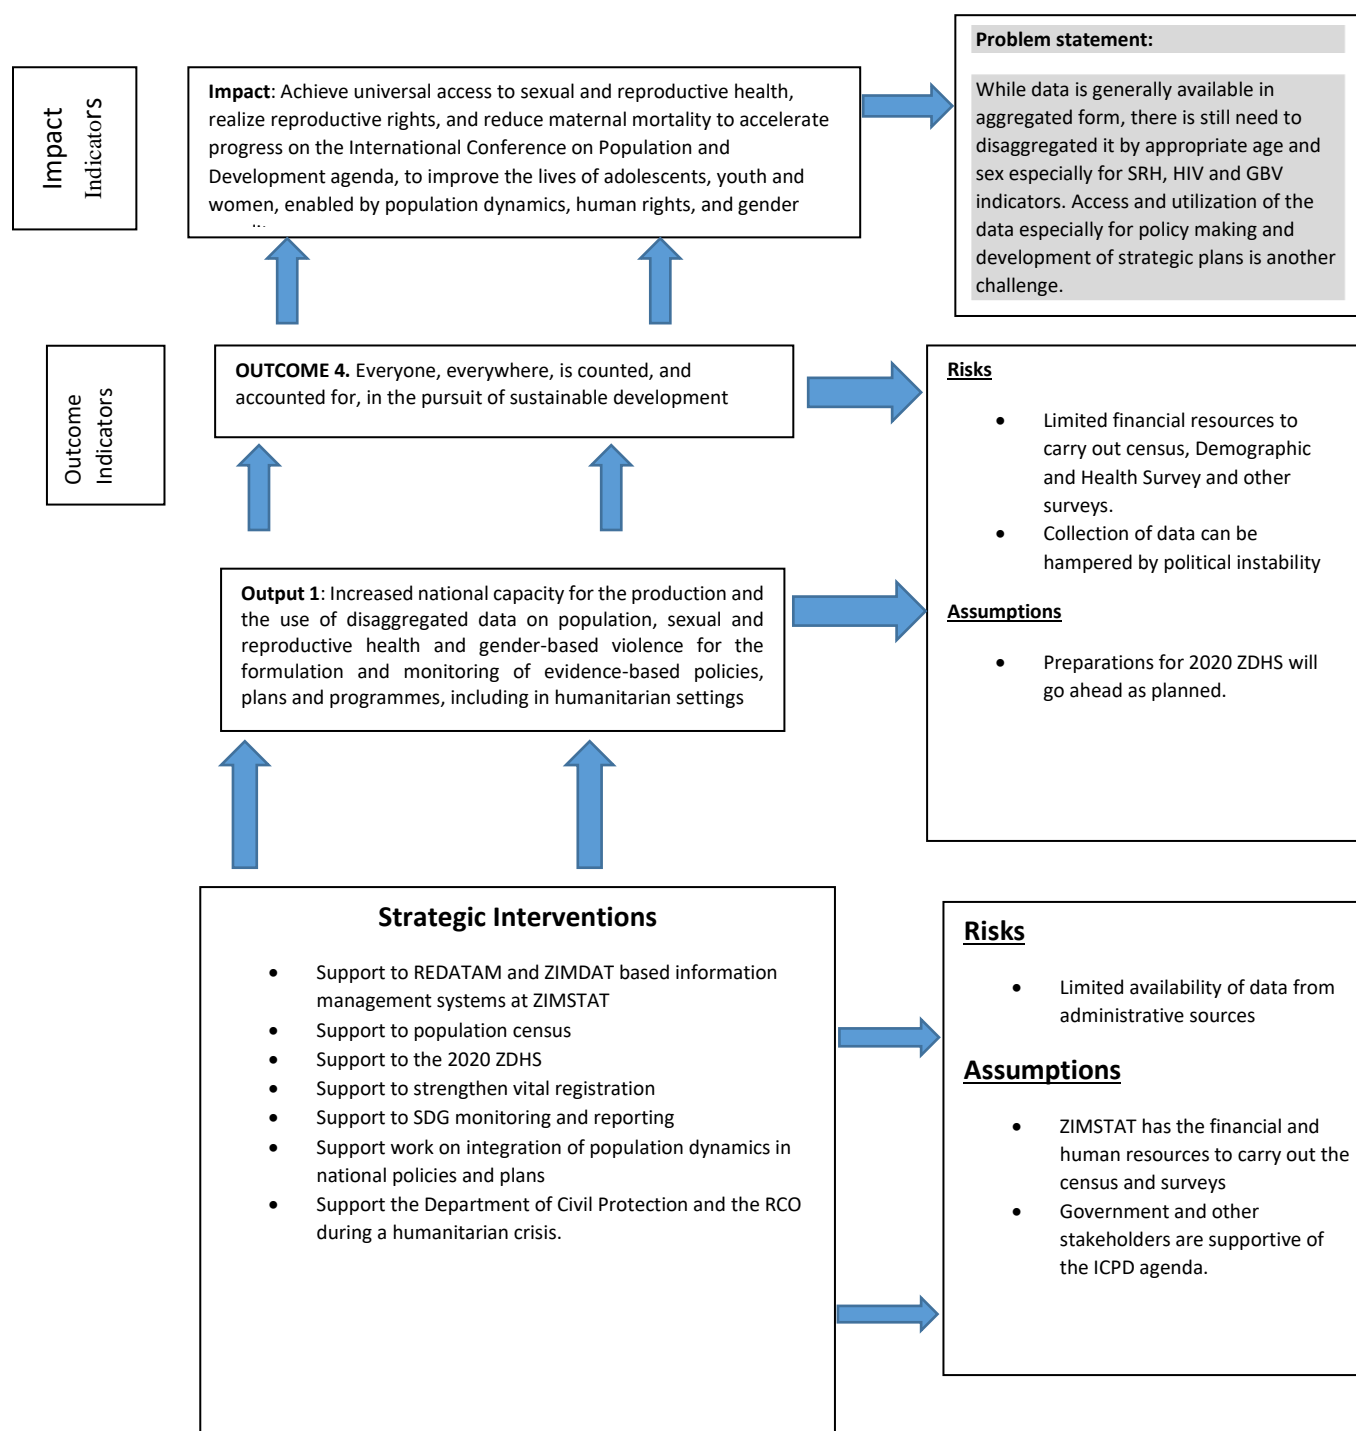 Problem statement:
While data is generally available in
aggregated form, there is still need to
disaggregated it by appropriate age and
sex especially for SRH, HIV and GBV
indicators. Access and utilization of the
data especially for policy making and
development of strategic plans is another
challenge.
Impact
Indicators
Impact: Achieve universal access to sexual and reproductive health,
realize reproductive rights, and reduce maternal mortality to accelerate
progress on the International Conference on Population and
Development agenda, to improve the lives of adolescents, youth and
women, enabled by population dynamics, human rights, and gender
Outcome
Indicators
OUTCOME 4. Everyone, everywhere, is counted, and
accounted for, in the pursuit of sustainable development
Risks
• Limited financial resources to
carry out census, Demographic
and Health Survey and other
surveys.
• Collection of data can be
hampered by political instability
Assumptions
• Preparations for 2020 ZDHS will
go ahead as planned.
Output 1: Increased national capacity for the production and
the use of disaggregated data on population, sexual and
reproductive health and gender-based violence for the
formulation and monitoring of evidence-based policies,
plans and programmes, including in humanitarian settings
Strategic Interventions
• Support to REDATAM and ZIMDAT based information
management systems at ZIMSTAT
• Support to population census
• Support to the 2020 ZDHS
• Support to strengthen vital registration
• Support to SDG monitoring and reporting
• Support work on integration of population dynamics in
national policies and plans
• Support the Department of Civil Protection and the RCO
during a humanitarian crisis.
Risks
• Limited availability of data from
administrative sources
Assumptions
• ZIMSTAT has the financial and
human resources to carry out the
census and surveys
• Government and other
stakeholders are supportive of
the ICPD agenda.